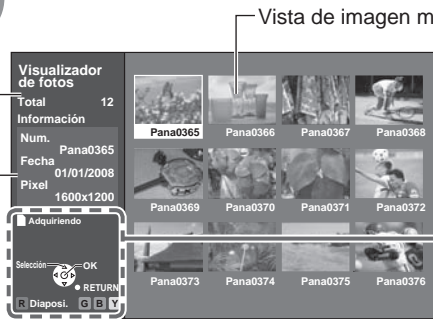 Vista de imagen m
Visualizador
de fotos
Total 12
Información
Num.
Pana0365
Fecha
01/01/2008
Pixel
1600x1200
Adquiriendo
Selección OK
RETURN
R Diaposi. G B Y
Pana0365 Pana0366 Pana0367 Pana0368
Pana0369 Pana0370 Pana0371 Pana0372
Pana0373 Pana0374 Pana0375 Pana0376